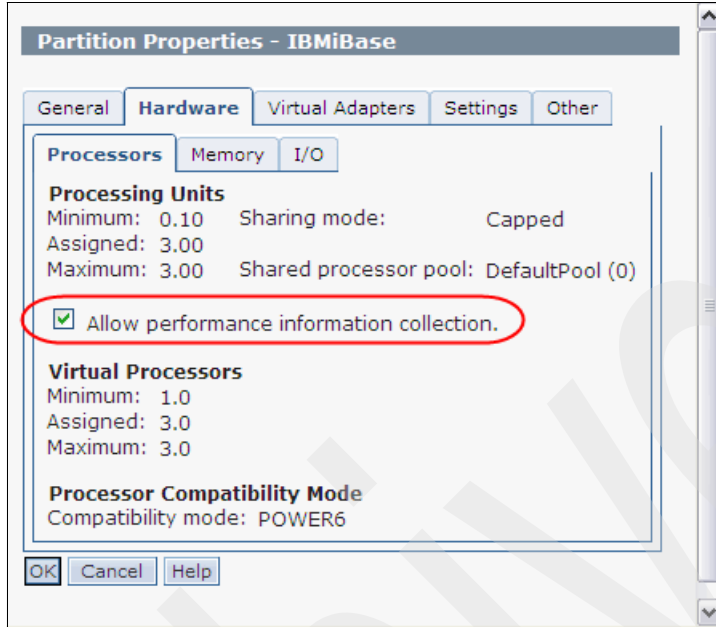 Partition Properties - IBMiBase
General Hardware Virtual Adapters Settings Other
Processors Memory I/O
Processing Units
Minimum: 0.10 Sharing mode: Capped
Assigned: 3.00
Maximum: 3.00 Shared processor pool: DefaultPool (0)
Allow performance information collection.
Virtual Processors
Minimum: 1.0
Assigned: 3.0
Maximum: 3.0
Processor Compatibility Mode
Compatibility mode: POWER6
OK Cancel Help